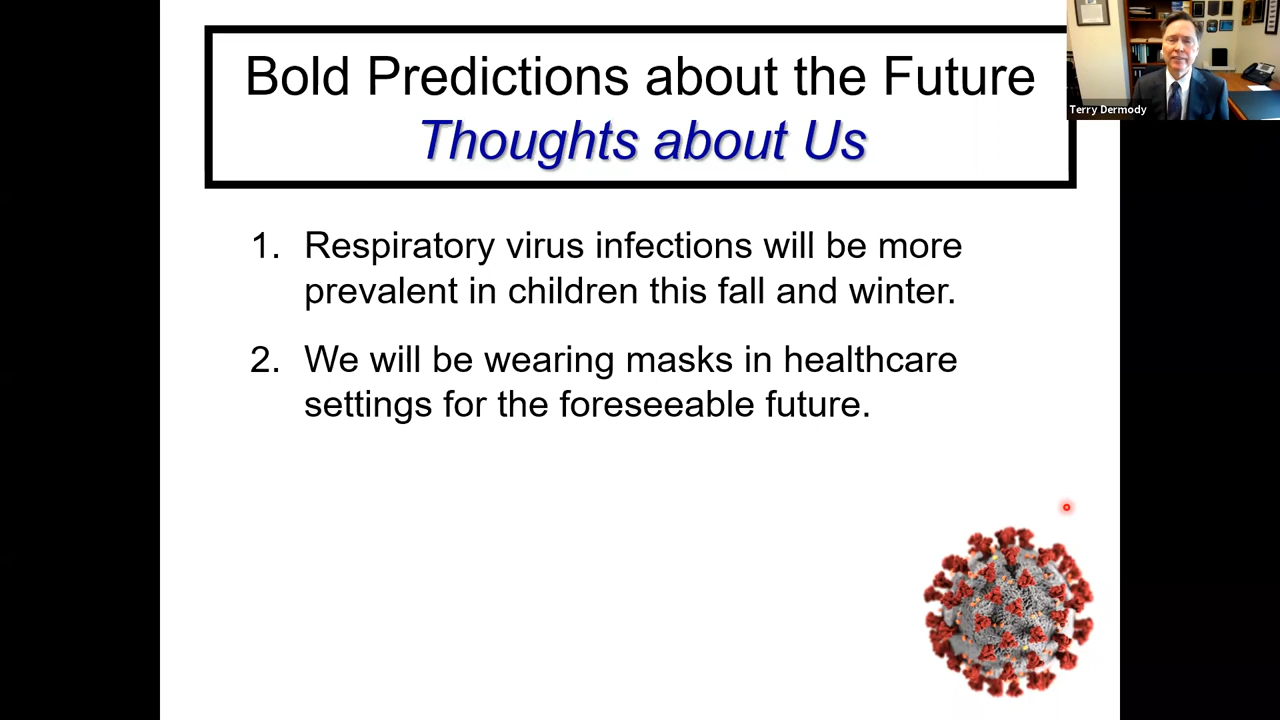 Bold Predictions about the Future
Thoughts about Us
Terry Dermody
1. Respiratory virus infections will be more
prevalent in children this fall and winter.
2. We will be wearing masks in healthcare
settings for the foreseeable future.